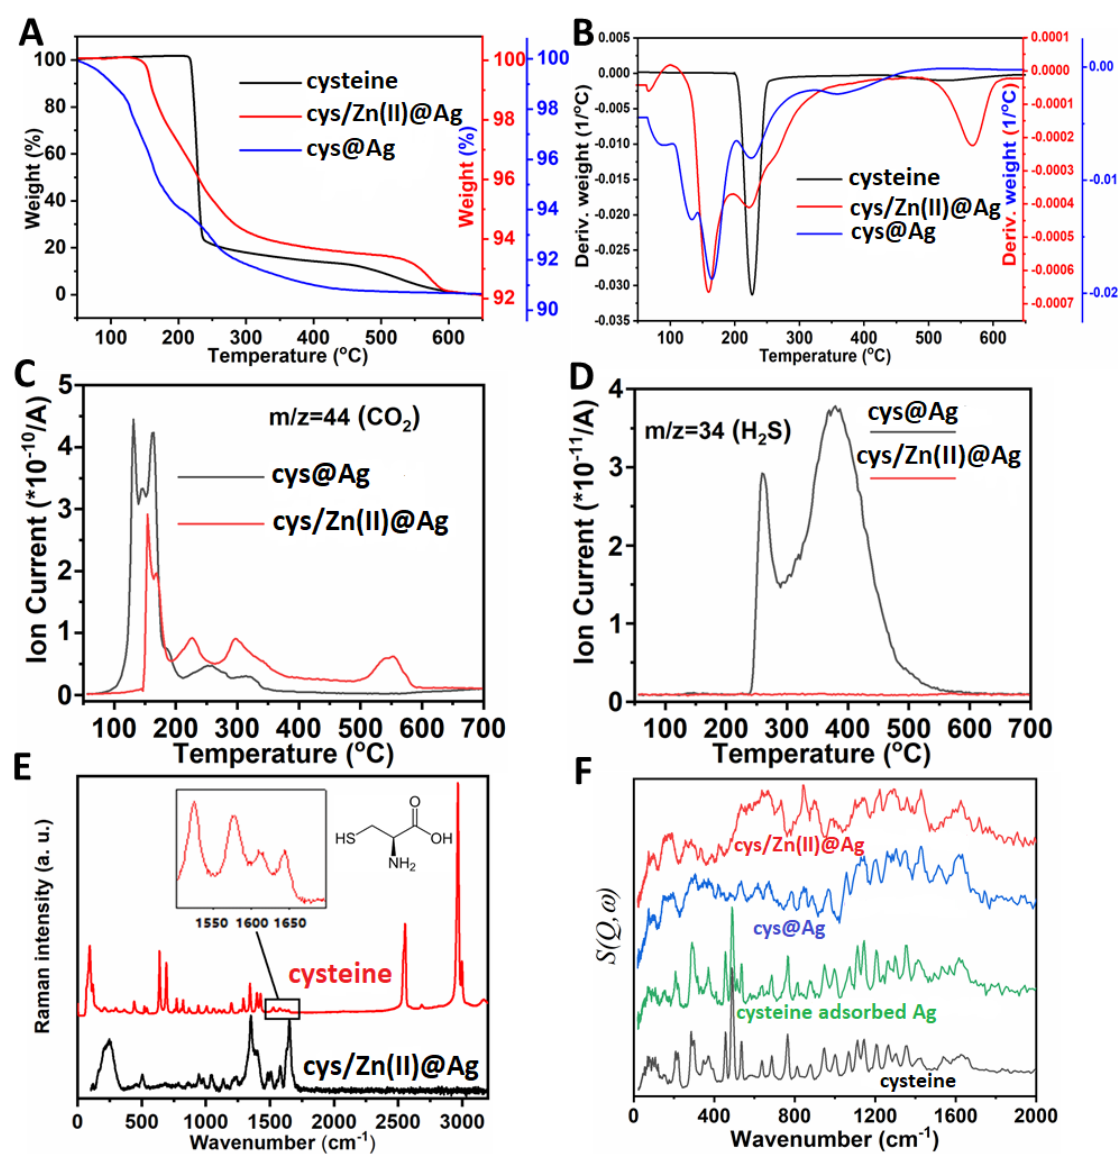 A
100
80
60
40
20
0
Weight (%)
100
98
96
94
92
Weight (%)
100
98
96
94
92
90
(%)
cysteine
cys/Zn(II)@Ag
cys@Ag
100 200 300 400 500 600
Temperature (°C)
B
0.005
0.000
-0.005
-0.010
-0.015
-0.020
-0.025
-0.030
-0.035
Deriv. weight (1/°C)
0.0001
0.0000
-0.0001
-0.0002
-0.0003
-0.0004
-0.0005
-0.0006
-0.0007
Deriv. weight (1/°C)
0.00
-0.01
-0.02
cysteine
cys/Zn(II)@Ag
cys@Ag
100 200 300 400 500 600
Temperature (°C)
C
5
4
3
2
1
0
Ion Current (*10⁻¹⁰/A)
m/z=44 (CO₂)
cys@Ag
cys/Zn(II)@Ag
100 200 300 400 500 600 700
Temperature (°C)
D
4
3
2
1
0
Ion Current (*10⁻¹¹/A)
m/z=34 (H₂S)
cys@Ag
cys/Zn(II)@Ag
100 200 300 400 500 600 700
Temperature (°C)
E
Raman intensity (a. u.)
1550 1600 1650
HS
O
OH
NH₂
cysteine
cys/Zn(II)@Ag
0 500 1000 1500 2000 2500 3000
Wavenumber (cm⁻¹)
F
S(Q, ω)
cys/Zn(II)@Ag
cys@Ag
cysteine adsorbed Ag
cysteine
0 400 800 1200 1600 2000
Wavenumber (cm⁻¹)